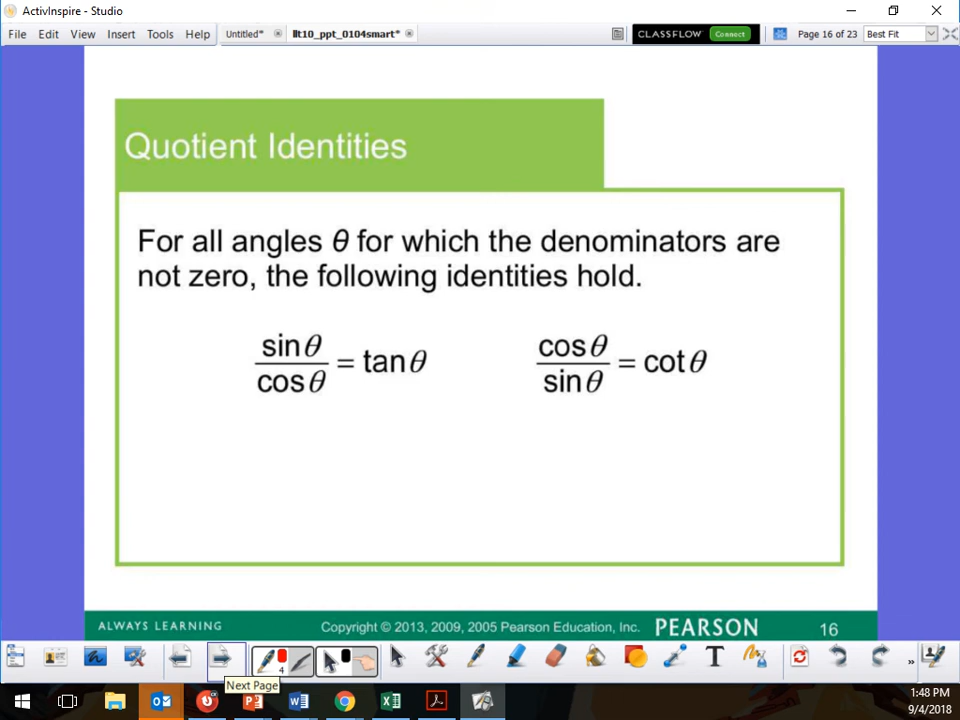 ActivInspire - Studio
File Edit View Insert Tools Help Untitled* llt10_ppt_0104smart* CLASSFLOW Connect Page 16 of 23 Best Fit
Quotient Identities
For all angles θ for which the denominators are
not zero, the following identities hold.
sin θ / cos θ = tan θ    cos θ / sin θ = cot θ
ALWAYS LEARNING Copyright © 2013, 2009, 2005 Pearson Education, Inc. PEARSON 16
4 T »
Next Page
1:48 PM
9/4/2018